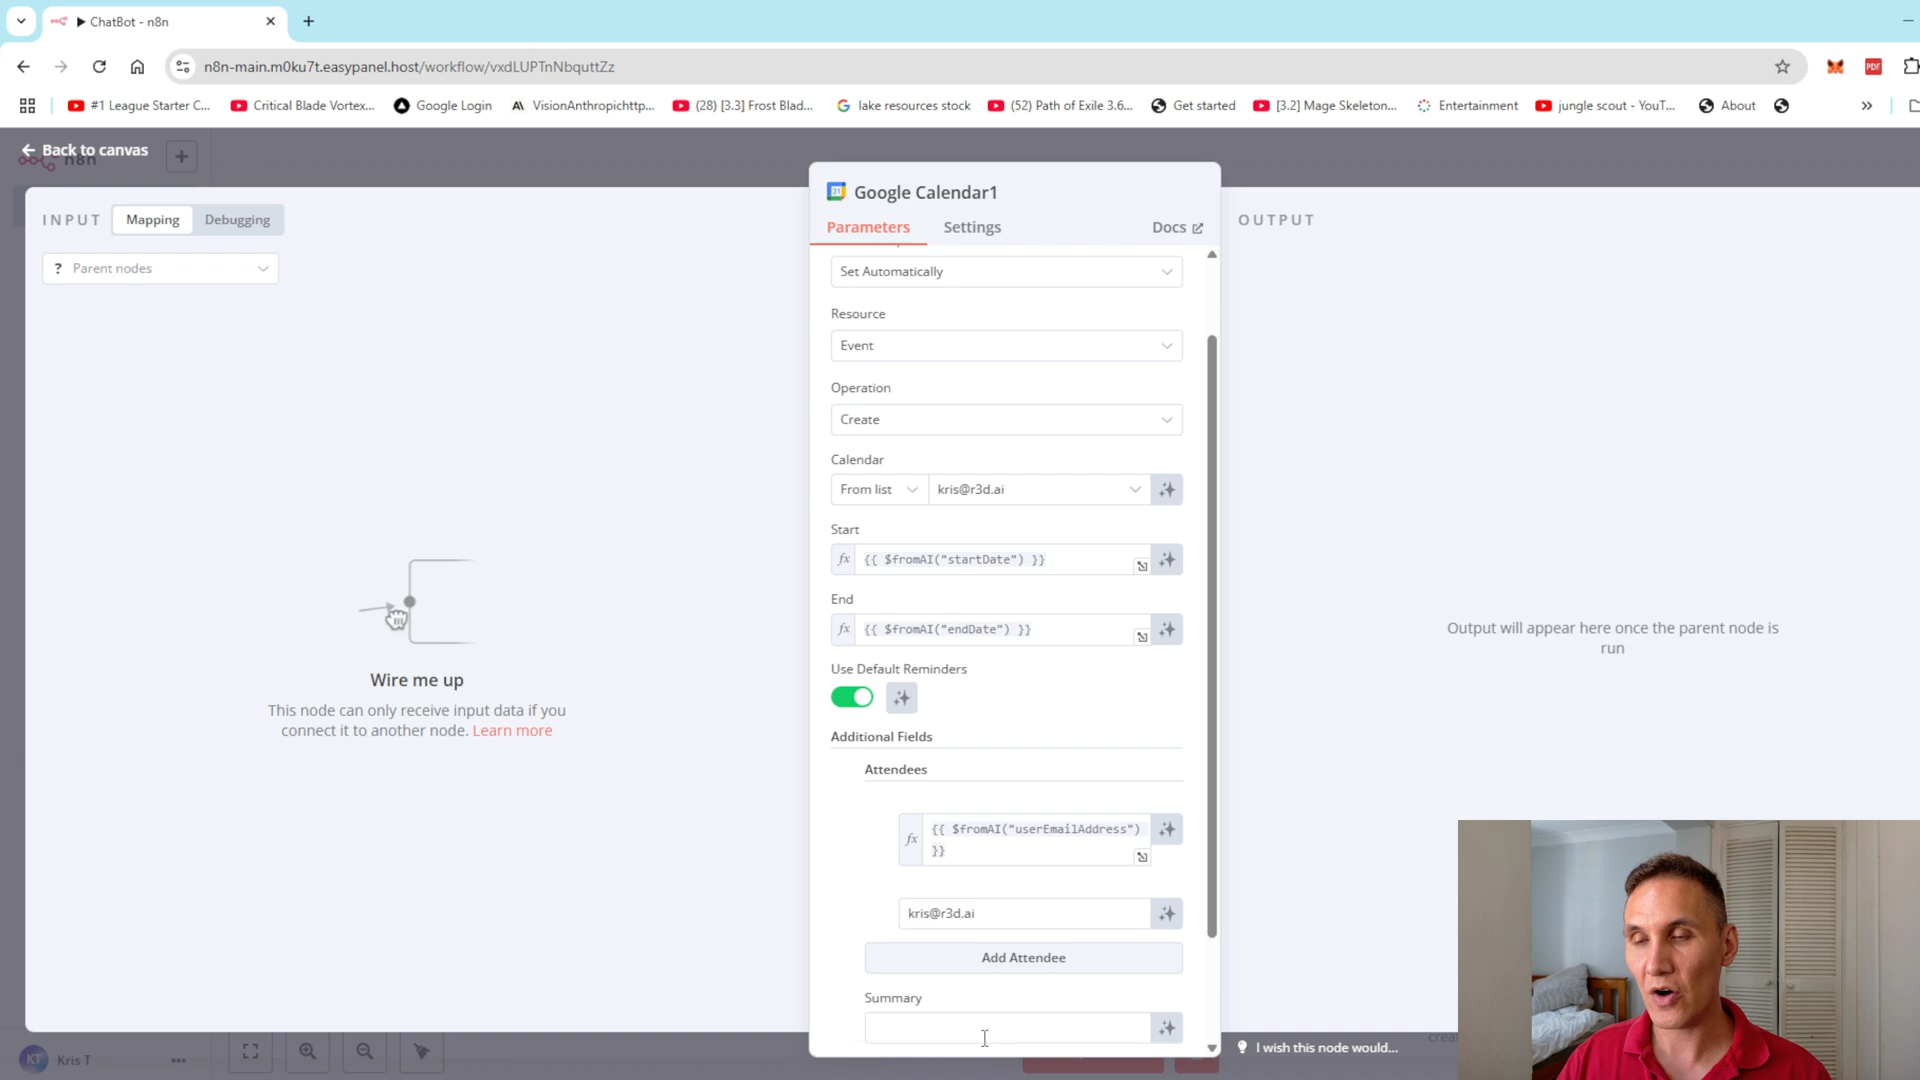 ChatBot - n8n
n8n-main.m0ku7t.easypanel.host/workflow/vxdLUPTnNbquttZz
#1 League Starter C...
Critical Blade Vortex...
Google Login
VisionAnthropichttp...
(28) [3.3] Frost Blad...
lake resources stock
(52) Path of Exile 3.6...
Get started
[3.2] Mage Skeleton...
Entertainment
jungle scout - YouT...
About
PDF
Back to canvas
n8n
INPUT
Mapping
Debugging
? Parent nodes
Wire me up
This node can only receive input data if you
connect it to another node. Learn more
31
Google Calendar1
Parameters
Settings
Docs
Set Automatically
Resource
Event
Operation
Create
Calendar
From list
kris@r3d.ai
Start
fx {{ $fromAI("startDate") }}
End
fx {{ $fromAI("endDate") }}
Use Default Reminders
Additional Fields
Attendees
fx {{ $fromAI("userEmailAddress")
}}
kris@r3d.ai
Add Attendee
Summary
OUTPUT
Output will appear here once the parent node is
run
I wish this node would...
KT Kris T